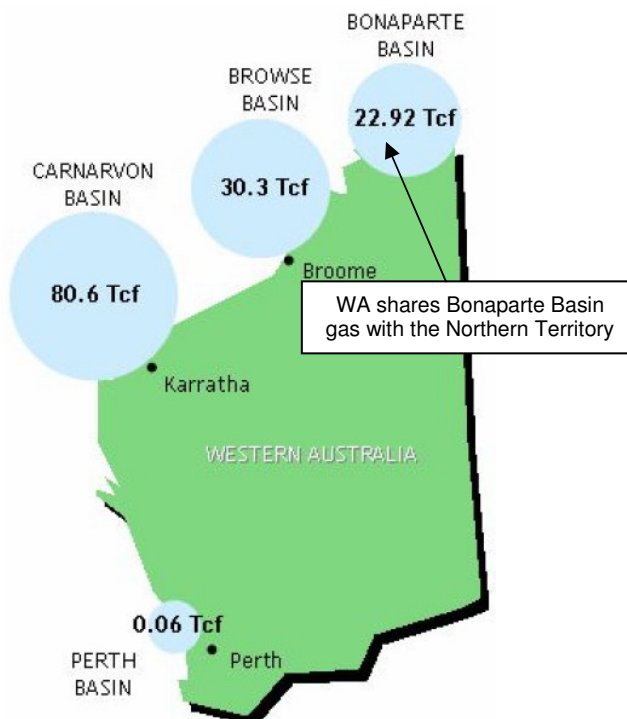 BONAPARTE
BASIN
22.92 Tcf
BROWSE
BASIN
30.3 Tcf
CARNARVON
BASIN
80.6 Tcf
Broome
WA shares Bonaparte Basin
gas with the Northern Territory
Karratha
WESTERN AUSTRALIA
0.06 Tcf
Perth
PERTH
BASIN